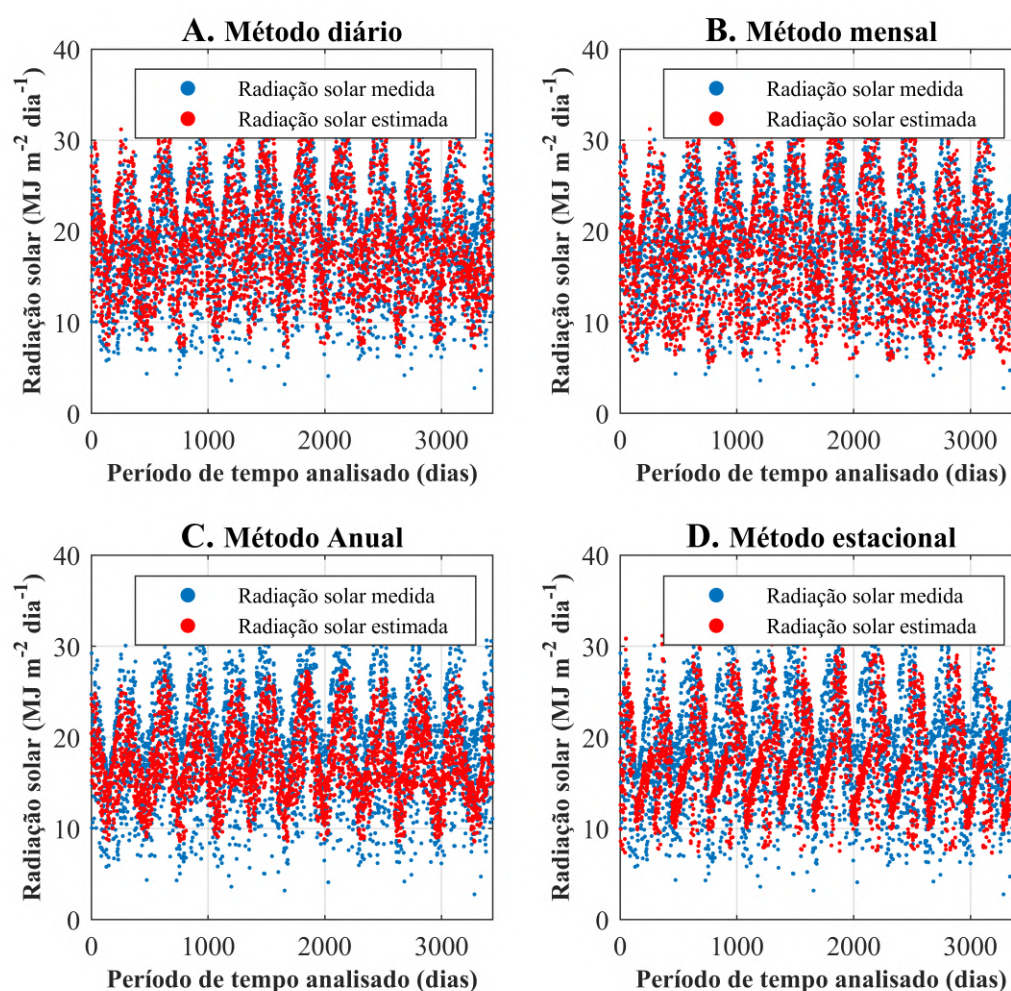 A. Método diário
Radiação solar (MJ m⁻² dia⁻¹)
40
30
20
10
0
Radiação solar medida
Radiação solar estimada
0 1000 2000 3000
Período de tempo analisado (dias)
B. Método mensal
Radiação solar (MJ m⁻² dia⁻¹)
40
30
20
10
0
Radiação solar medida
Radiação solar estimada
0 1000 2000 3000
Período de tempo analisado (dias)
C. Método Anual
Radiação solar (MJ m⁻² dia⁻¹)
40
30
20
10
0
Radiação solar medida
Radiação solar estimada
0 1000 2000 3000
Período de tempo analisado (dias)
D. Método estacional
Radiação solar (MJ m⁻² dia⁻¹)
40
30
20
10
0
Radiação solar medida
Radiação solar estimada
0 1000 2000 3000
Período de tempo analisado (dias)